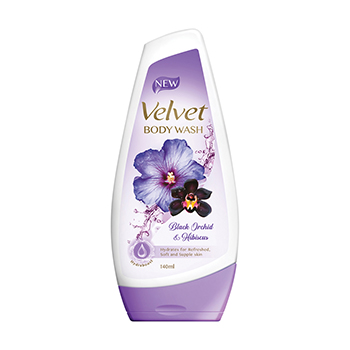 NEW
Velvet
BODY WASH
Black Orchid
& Hibiscus
Hydrates for Refreshed,
Soft and Supple skin
140ml